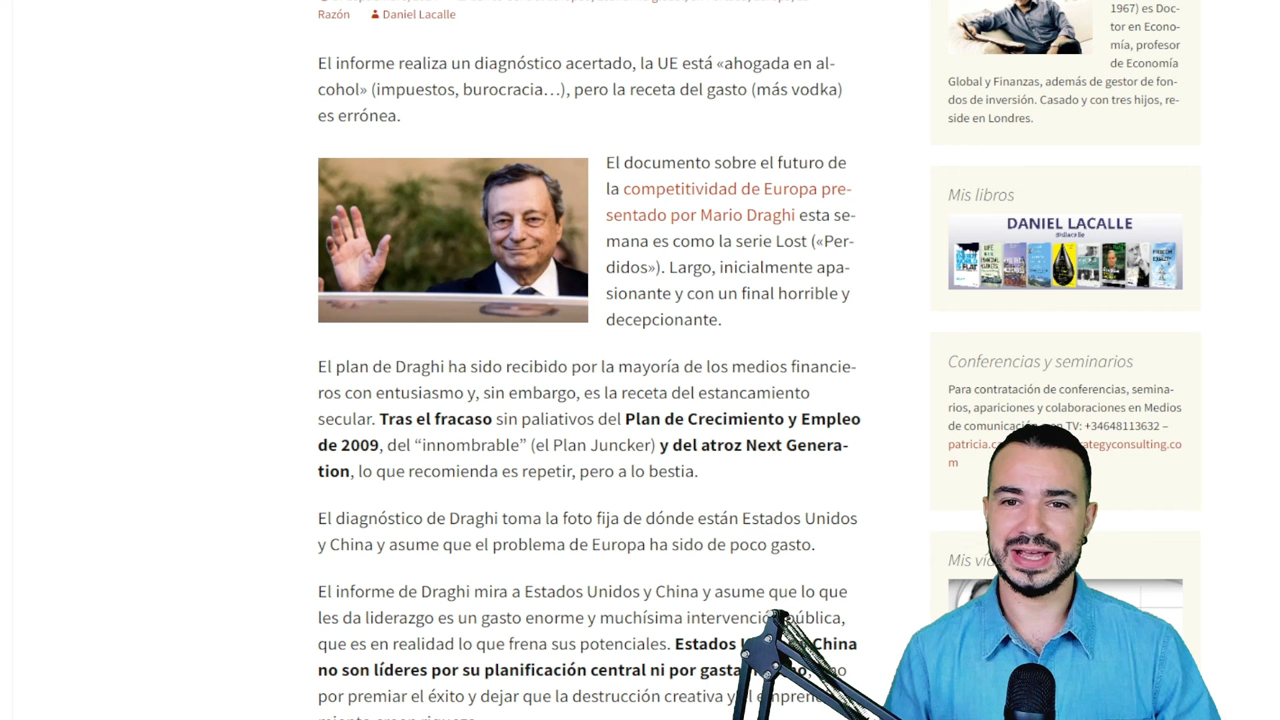 Razón Daniel Lacalle
El informe realiza un diagnóstico acertado, la UE está «ahogada en al-
cohol» (impuestos, burocracia…), pero la receta del gasto (más vodka)
es errónea.
El documento sobre el futuro de
la competitividad de Europa pre-
sentado por Mario Draghi esta se-
mana es como la serie Lost («Per-
didos»). Largo, inicialmente apa-
sionante y con un final horrible y
decepcionante.
El plan de Draghi ha sido recibido por la mayoría de los medios financie-
ros con entusiasmo y, sin embargo, es la receta del estancamiento
secular. Tras el fracaso sin paliativos del Plan de Crecimiento y Empleo
de 2009, del “innombrable” (el Plan Juncker) y del atroz Next Genera-
tion, lo que recomienda es repetir, pero a lo bestia.
El diagnóstico de Draghi toma la foto fija de dónde están Estados Unidos
y China y asume que el problema de Europa ha sido de poco gasto.
El informe de Draghi mira a Estados Unidos y China y asume que lo que
les da liderazgo es un gasto enorme y muchísima intervención pública,
que es en realidad lo que frena sus potenciales. Estados China
no son líderes por su planificación central ni por
por premiar el éxito y dejar que la destrucción creativa y
1967) es Doc-
tor en Econo-
mía, profesor
de Economía
Global y Finanzas, además de gestor de fon-
dos de inversión. Casado y con tres hijos, re-
side en Londres.
Mis libros
DANIEL LACALLE
@dlacalle
Conferencias y seminarios
Para contratación de conferencias, semina-
rios, apariciones y colaboraciones en Medios
de comunicación en TV: +34648113632 –
m
Mis